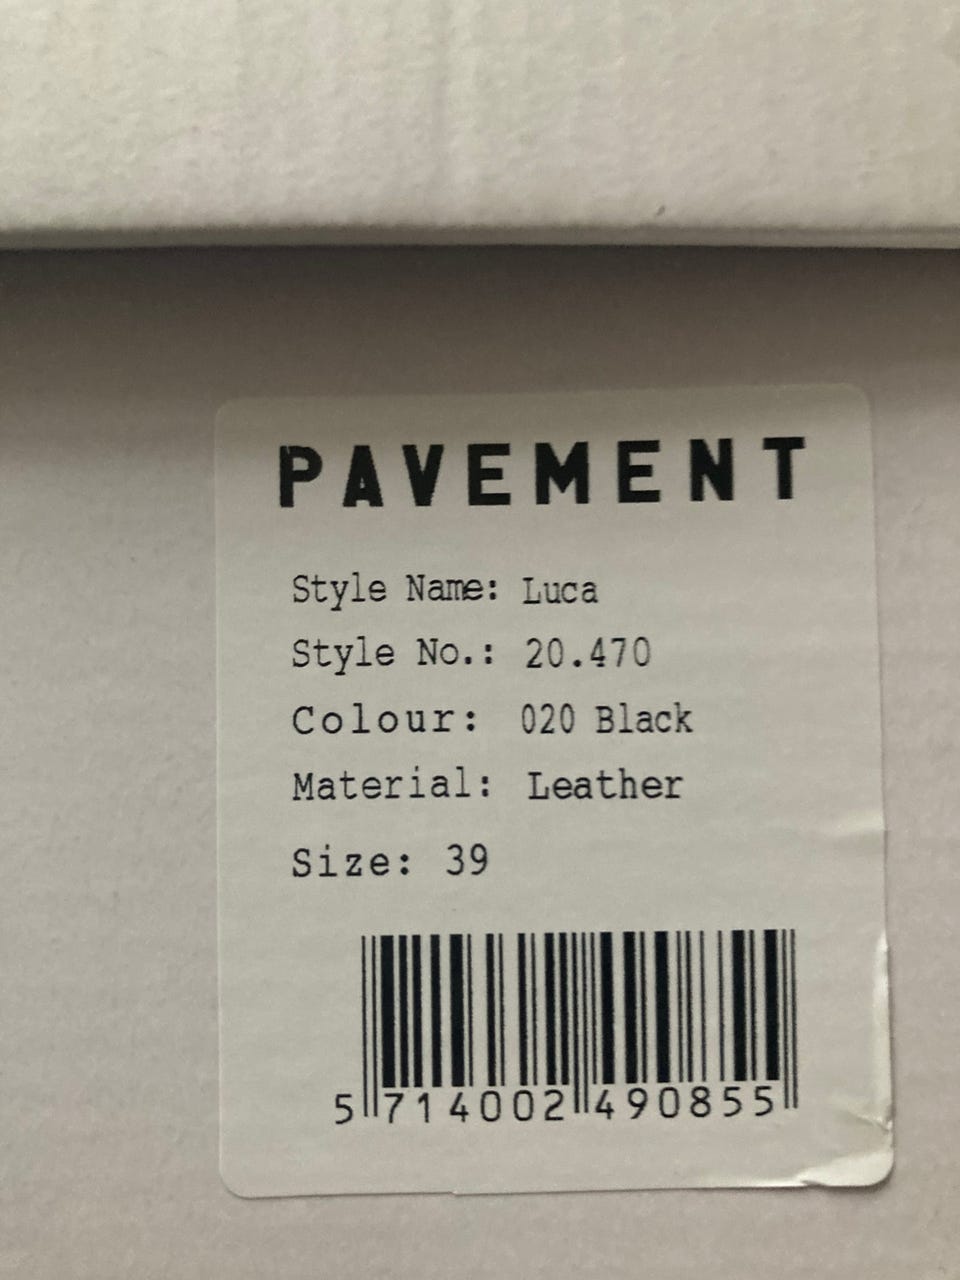 PAVEMENT
Style Name: Luca
Style No.: 20.470
Colour: 020 Black
Material: Leather
Size: 39
5 714002 490855